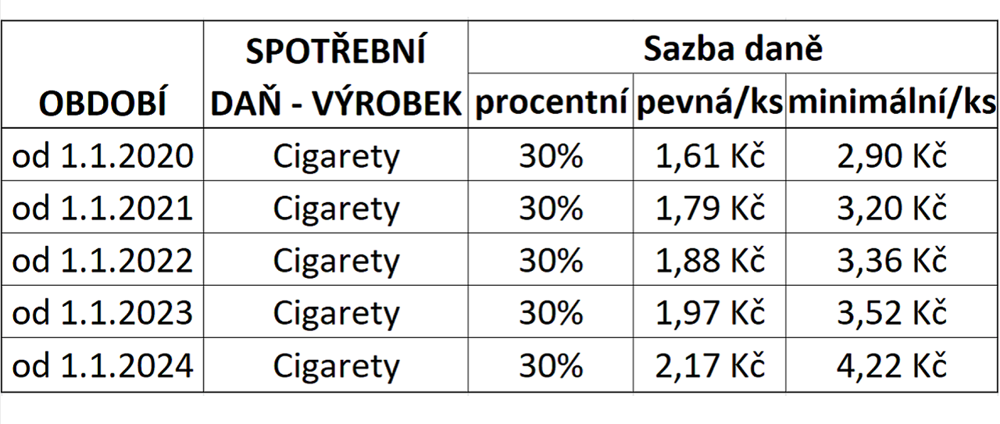 OBDOBÍ
SPOTŘEBNÍ
DAŇ - VÝROBEK
Sazba daně
procentní pevná/ks minimální/ks
od 1.1.2020 Cigarety 30% 1,61 Kč 2,90 Kč
od 1.1.2021 Cigarety 30% 1,79 Kč 3,20 Kč
od 1.1.2022 Cigarety 30% 1,88 Kč 3,36 Kč
od 1.1.2023 Cigarety 30% 1,97 Kč 3,52 Kč
od 1.1.2024 Cigarety 30% 2,17 Kč 4,22 Kč